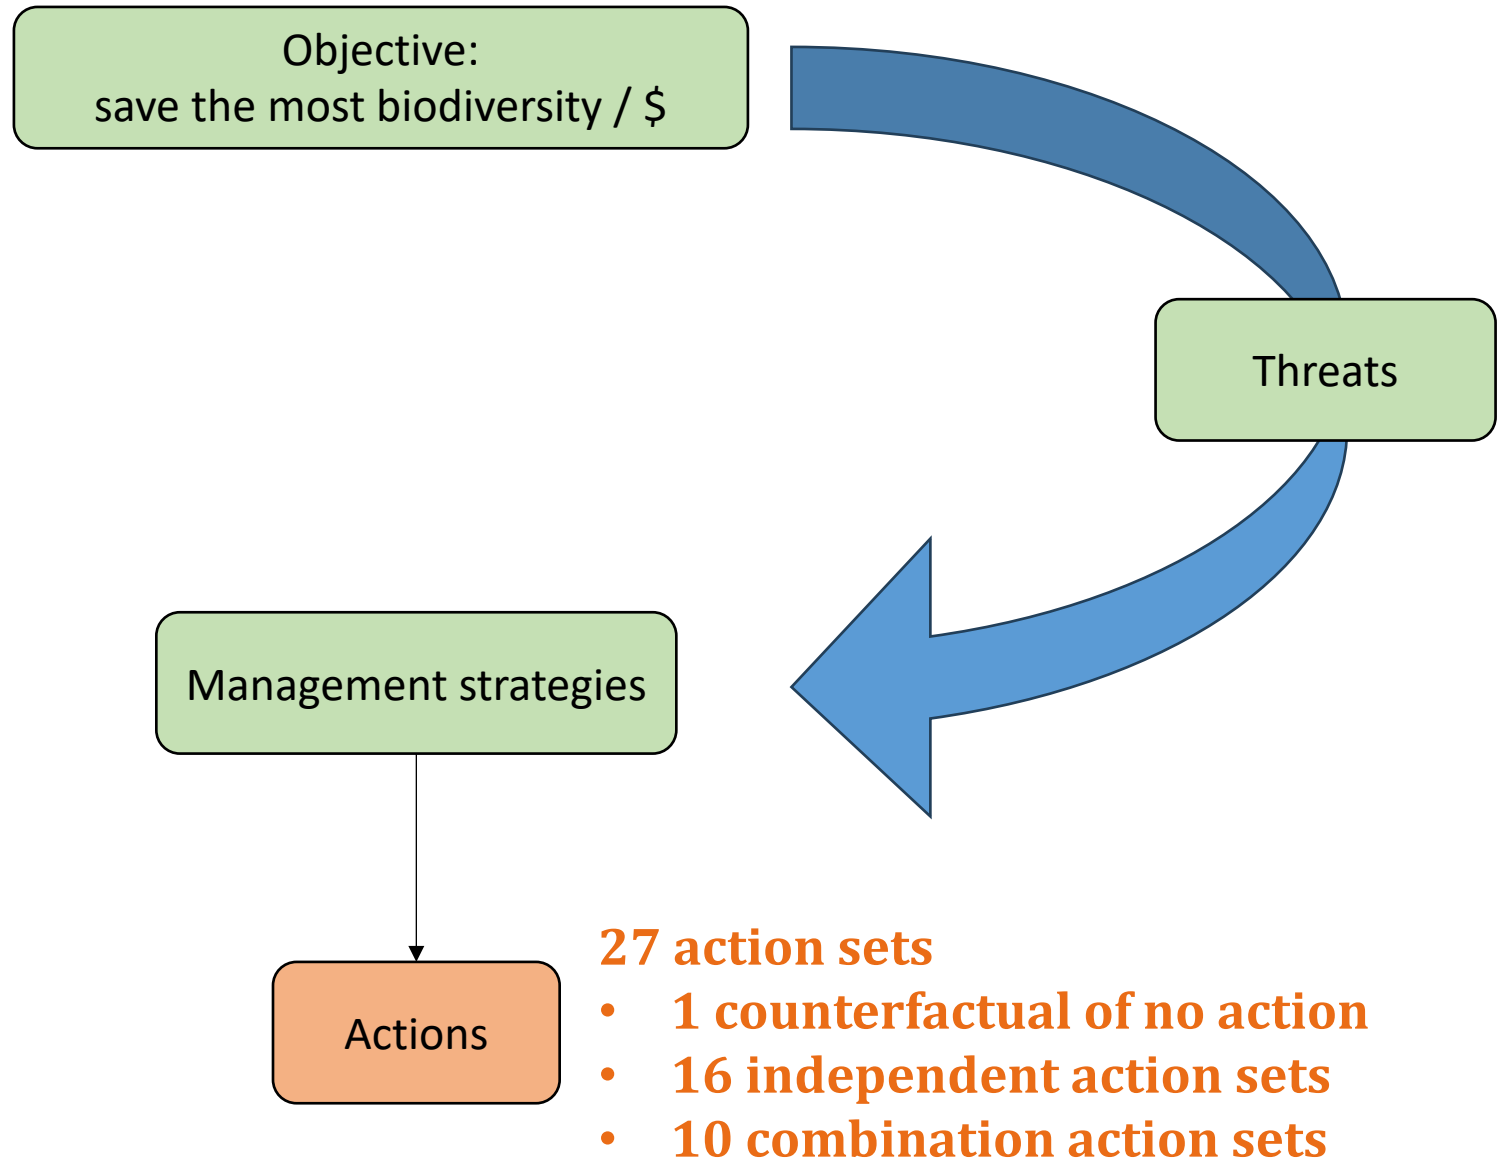 Objective:
save the most biodiversity / $
Threats
Management strategies
Actions
27 action sets
• 1 counterfactual of no action
• 16 independent action sets
• 10 combination action sets